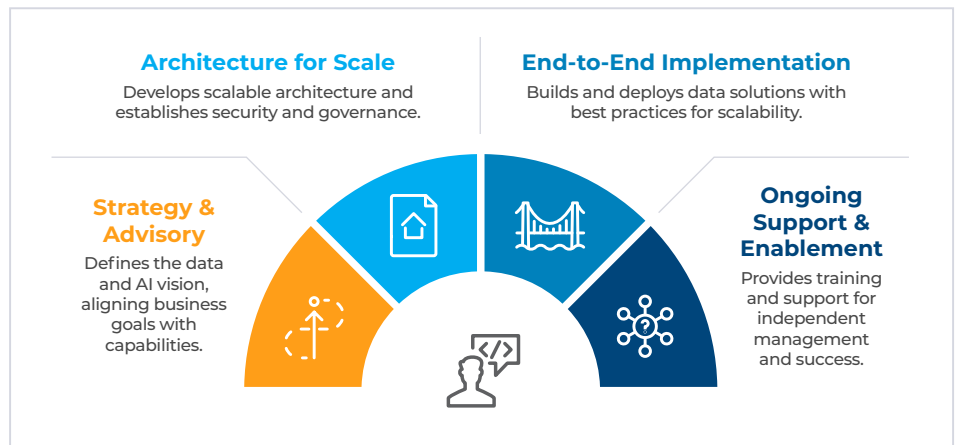 Architecture for Scale
Develops scalable architecture and
establishes security and governance.
End-to-End Implementation
Builds and deploys data solutions with
best practices for scalability.
Strategy &
Advisory
Defines the data
and AI vision,
aligning business
goals with
capabilities.
Ongoing
Support &
Enablement
Provides training
and support for
independent
management
and success.
?
</>